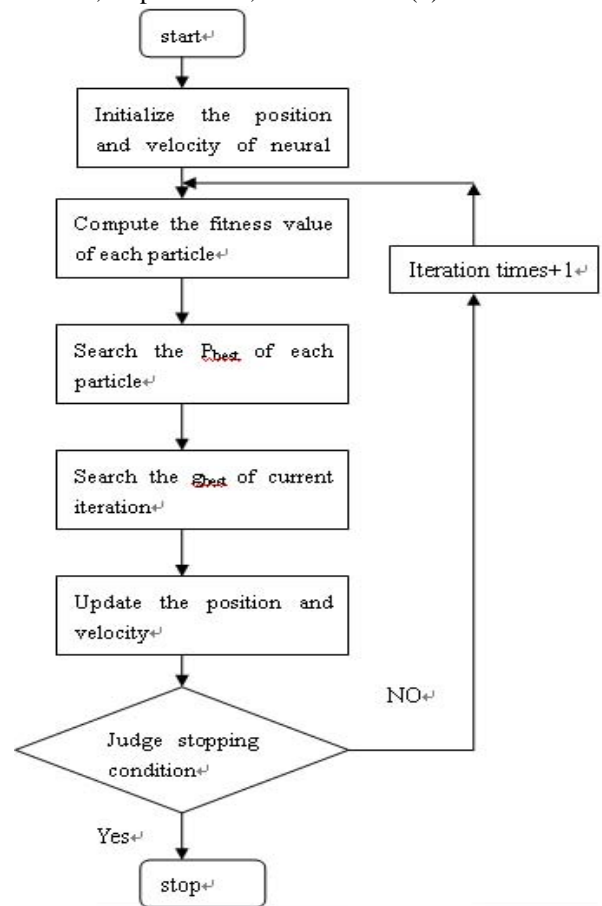 start
Initialize the position
and velocity of neural
Compute the fitness value
of each particle
Iteration times+1
Search the Pbest of each
particle
Search the gbest of current
iteration
Update the position and
velocity
NO
Judge stopping
condition
Yes
stop